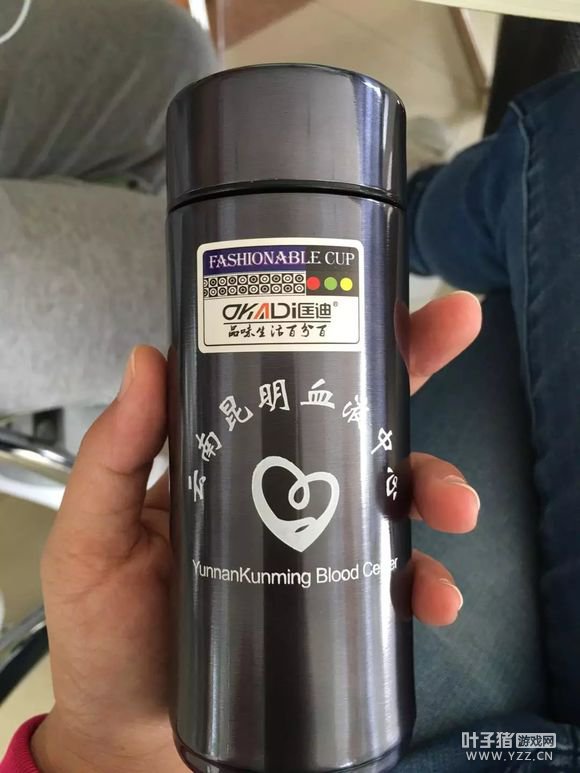 FASHIONABLE CUP
OKADi匡迪®
品味生活百分百
云南昆明血液中心
YunnanKunming Blood Center
叶子猪游戏网
WWW.YZZ.CN